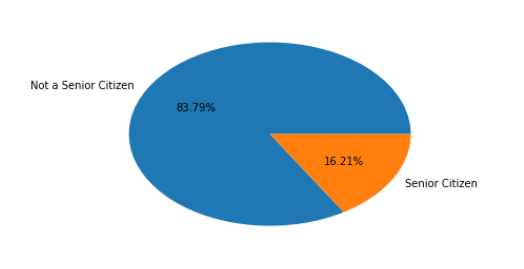 Not a Senior Citizen
83.79%
16.21%
Senior Citizen